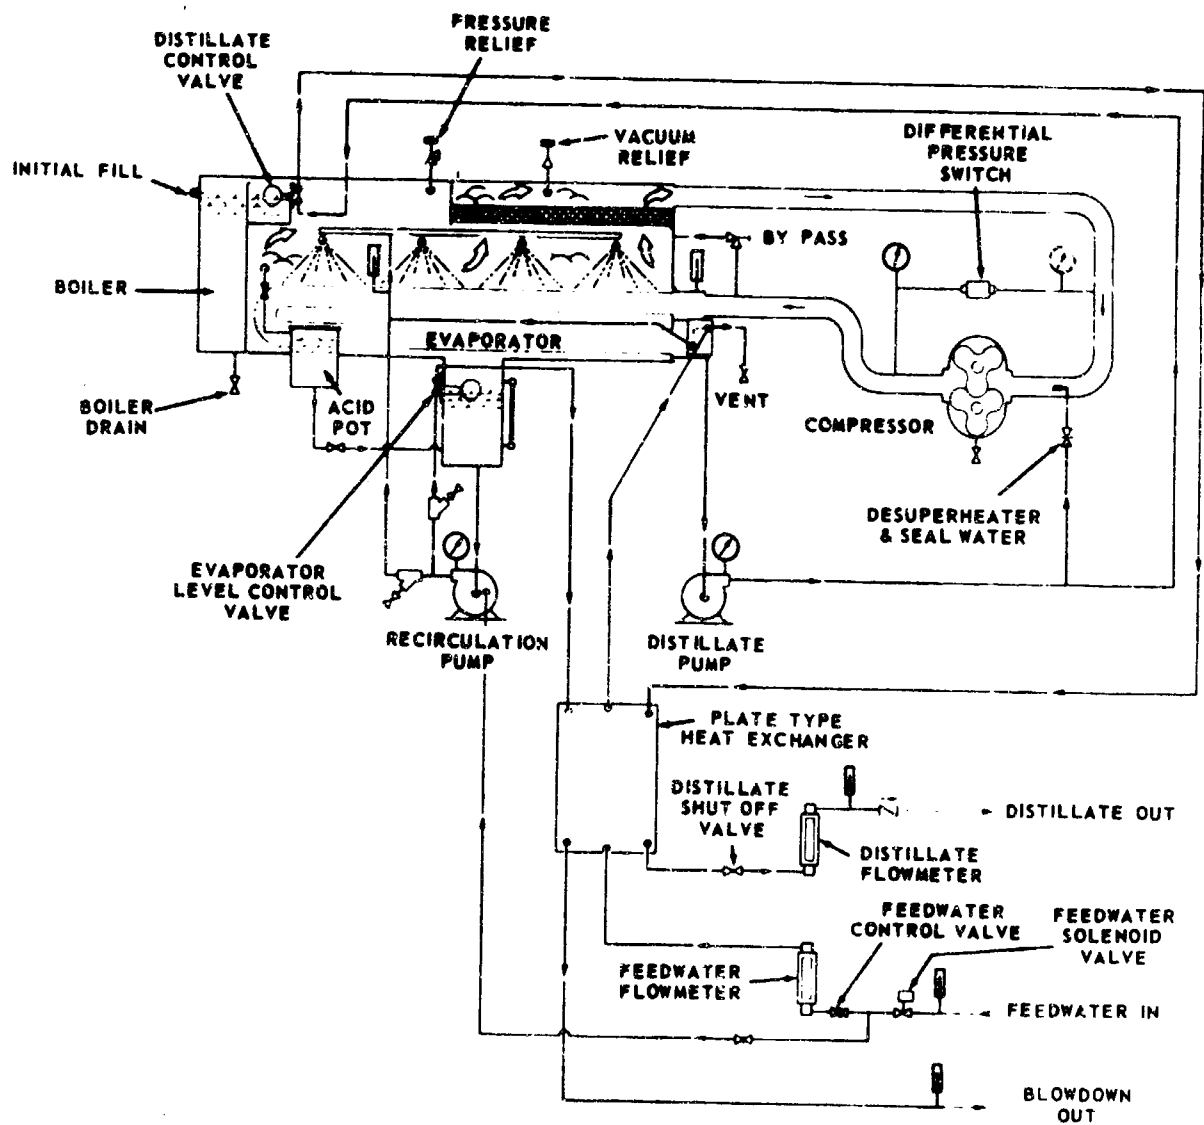 PRESSURE
RELIEF
DISTILLATE
CONTROL
VALVE
VACUUM
RELIEF
DIFFERENTIAL
PRESSURE
SWITCH
INITIAL FILL
BY PASS
BOILER
EVAPORATOR
VENT
BOILER
DRAIN
ACID
POT
COMPRESSOR
DESUPERHEATER
& SEAL WATER
EVAPORATOR
LEVEL CONTROL
VALVE
RECIRCULATION
PUMP
DISTILLATE
PUMP
PLATE TYPE
HEAT EXCHANGER
DISTILLATE
SHUT OFF
VALVE
DISTILLATE OUT
DISTILLATE
FLOWMETER
FEEDWATER
CONTROL VALVE
FEEDWATER
SOLENOID
VALVE
FEEDWATER
FLOWMETER
FEEDWATER IN
BLOWDOWN
OUT